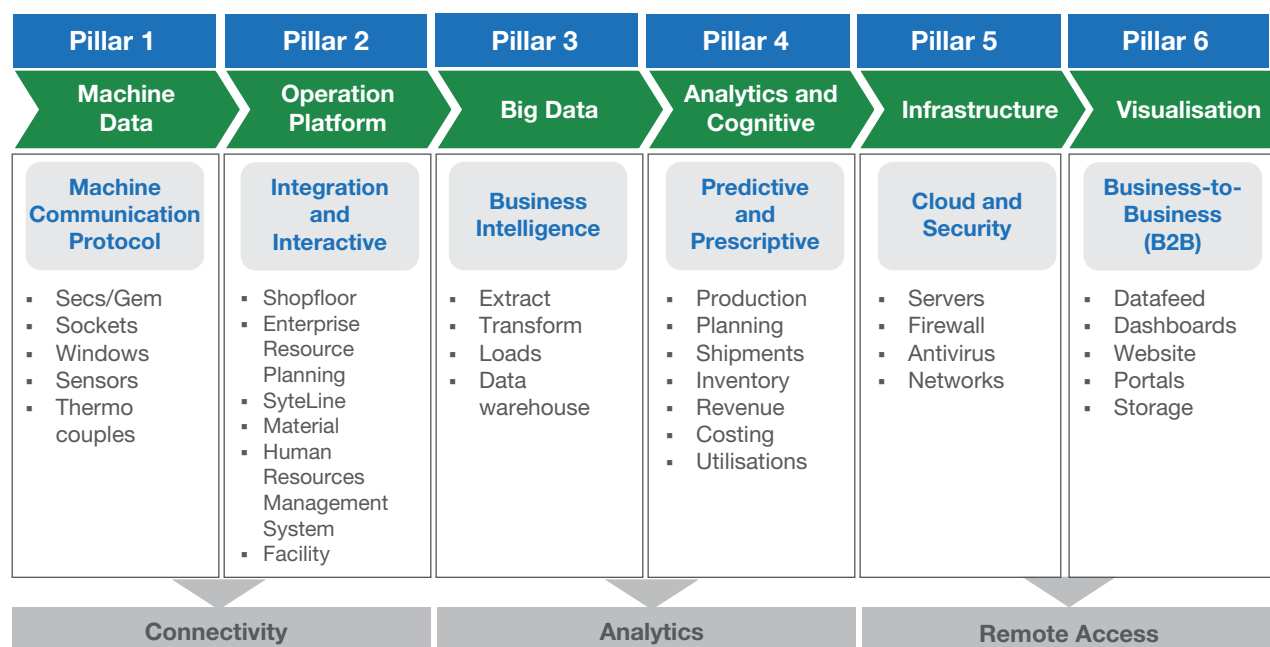 Pillar 1
Pillar 2
Pillar 3
Pillar 4
Pillar 5
Pillar 6
Machine
Data
Operation
Platform
Big Data
Analytics and
Cognitive
Infrastructure
Visualisation
Machine
Communication
Protocol
▪ Secs/Gem
▪ Sockets
▪ Windows
▪ Sensors
▪ Thermo
couples
Integration
and
Interactive
▪ Shopfloor
▪ Enterprise
Resource
Planning
▪ SyteLine
▪ Material
▪ Human
Resources
Management
System
▪ Facility
Business
Intelligence
▪ Extract
▪ Transform
▪ Loads
▪ Data
warehouse
Predictive
and
Prescriptive
▪ Production
▪ Planning
▪ Shipments
▪ Inventory
▪ Revenue
▪ Costing
▪ Utilisations
Cloud and
Security
▪ Servers
▪ Firewall
▪ Antivirus
▪ Networks
Business-to-
Business
(B2B)
▪ Datafeed
▪ Dashboards
▪ Website
▪ Portals
▪ Storage
Connectivity
Analytics
Remote Access